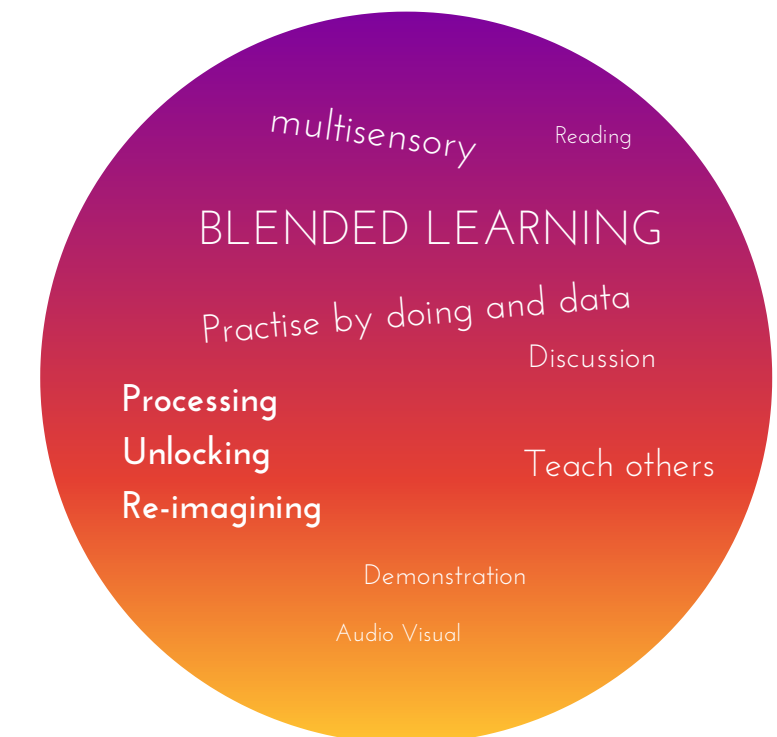 multisensory
Reading
BLENDED LEARNING
Practise by doing and data
Discussion
Processing
Unlocking
Teach others
Re-imagining
Demonstration
Audio Visual